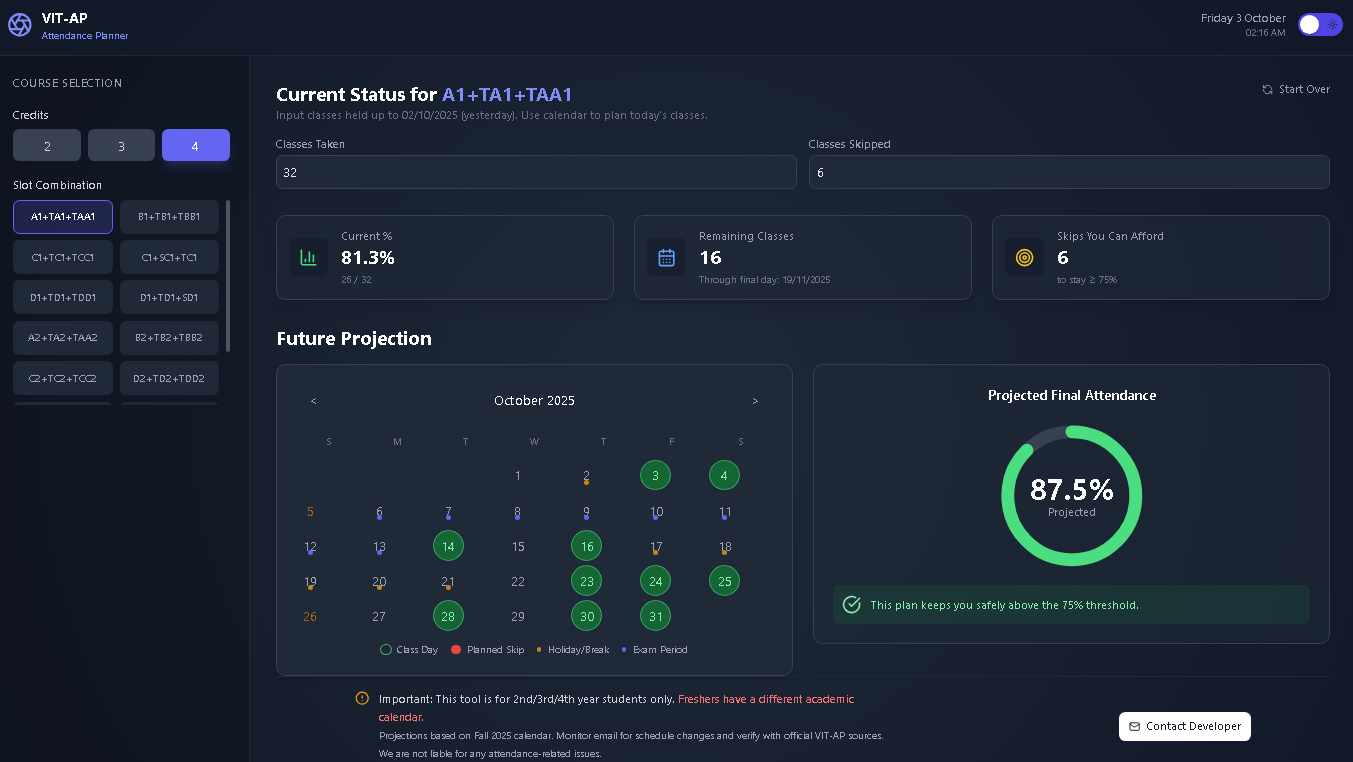 VIT-AP
Attendance Planner
Friday 3 October
02:16 AM
COURSE SELECTION
Credits
2 3 4
Slot Combination
A1+TA1+TAA1 B1+TB1+TBB1
C1+TC1+TCC1 C1+SC1+TC1
D1+TD1+TDD1 D1+TD1+SD1
A2+TA2+TAA2 B2+TB2+TBB2
C2+TC2+TCC2 D2+TD2+TDD2
Current Status for A1+TA1+TAA1
Start Over
Input classes held up to 02/10/2025 (yesterday). Use calendar to plan today's classes.
Classes Taken
32
Classes Skipped
6
Current %
81.3%
26 / 32
Remaining Classes
16
Through final day: 19/11/2025
Skips You Can Afford
6
to stay ≥ 75%
Future Projection
< October 2025 >
S M T W T F S
1 2 3 4
5 6 7 8 9 10 11
12 13 14 15 16 17 18
19 20 21 22 23 24 25
26 27 28 29 30 31
Class Day Planned Skip Holiday/Break Exam Period
Projected Final Attendance
87.5%
Projected
This plan keeps you safely above the 75% threshold.
Important: This tool is for 2nd/3rd/4th year students only. Freshers have a different academic
calendar.
Projections based on Fall 2025 calendar. Monitor email for schedule changes and verify with official VIT-AP sources.
We are not liable for any attendance-related issues.
Contact Developer